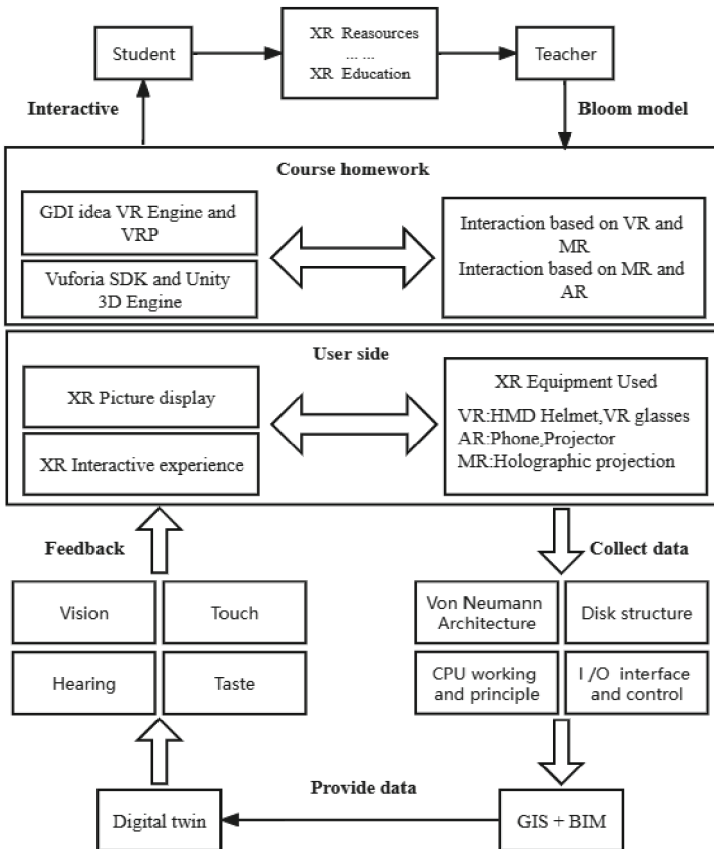 Student
XR Reasources
... ...
XR Education
Teacher
Interactive
Bloom model
Course homework
GDI idea VR Engine and
VRP
Vuforia SDK and Unity
3D Engine
Interaction based on VR and
MR
Interaction based on MR and
AR
User side
XR Picture display
XR Interactive experience
XR Equipment Used
VR:HMD Helmet,VR glasses
AR:Phone,Projector
MR:Holographic projection
Feedback
Collect data
Vision
Touch
Hearing
Taste
Von Neumann
Architecture
Disk structure
CPU working
and principle
I /O interface
and control
Provide data
Digital twin
GIS + BIM